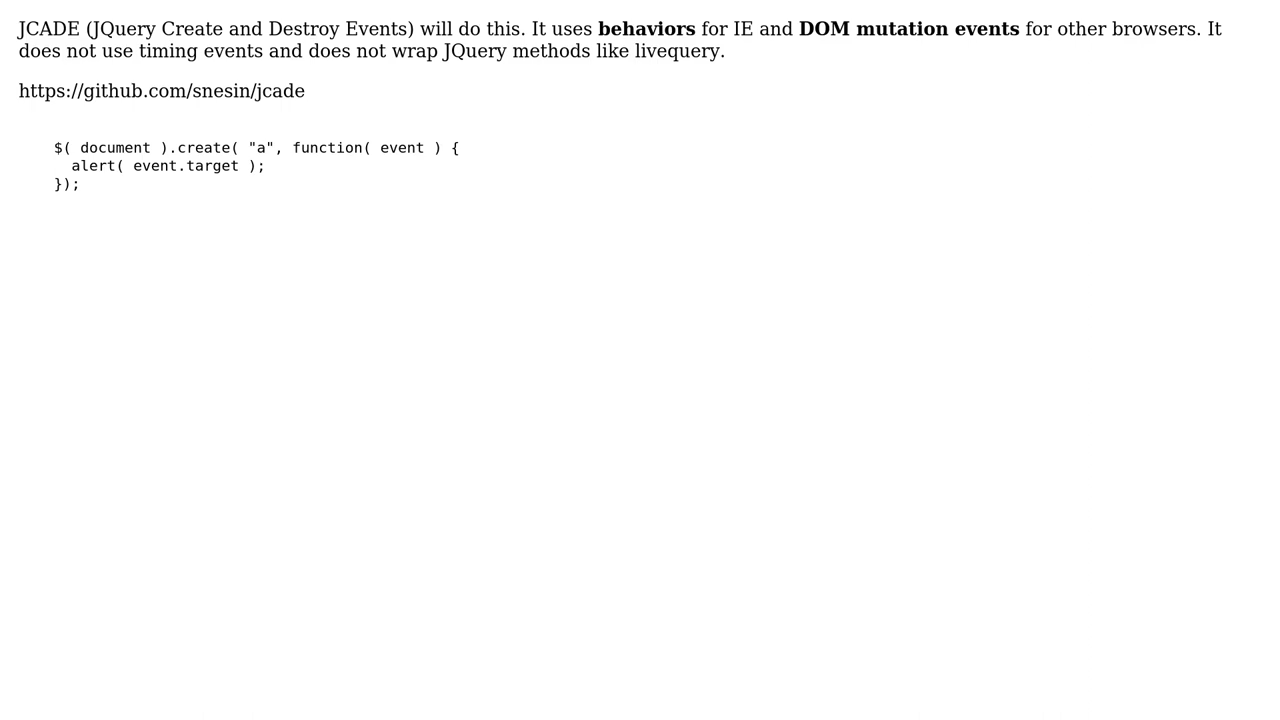 JCADE (JQuery Create and Destroy Events) will do this. It uses behaviors for IE and DOM mutation events for other browsers. It
does not use timing events and does not wrap JQuery methods like livequery.
https://github.com/snesin/jcade
$( document ).create( "a", function( event ) {
  alert( event.target );
});